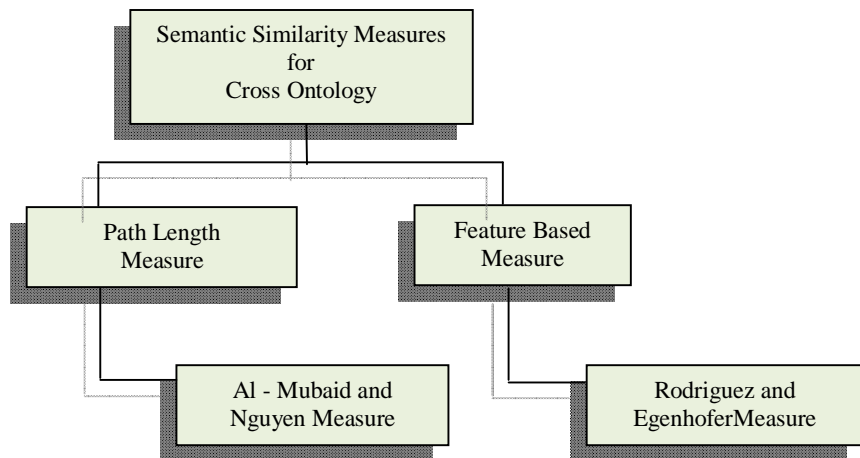 Semantic Similarity Measures
for
Cross Ontology
Path Length
Measure
Feature Based
Measure
Al - Mubaid and
Nguyen Measure
Rodriguez and
EgenhoferMeasure